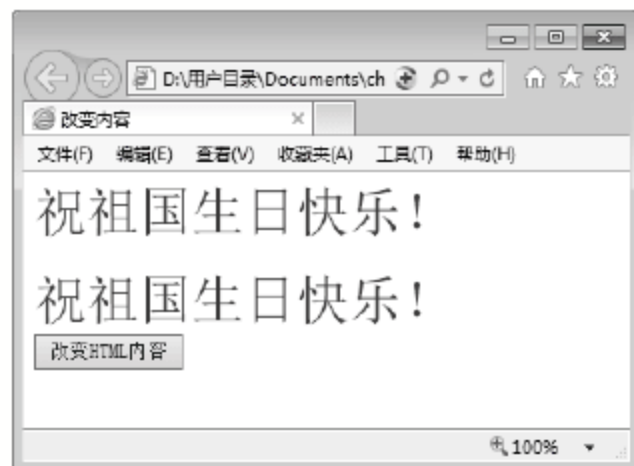 D:\用户目录\Documents\ch
改变内容
文件(F) 编辑(E) 查看(V) 收藏夹(A) 工具(T) 帮助(H)
祝祖国生日快乐！
祝祖国生日快乐！
改变HTML内容
100%